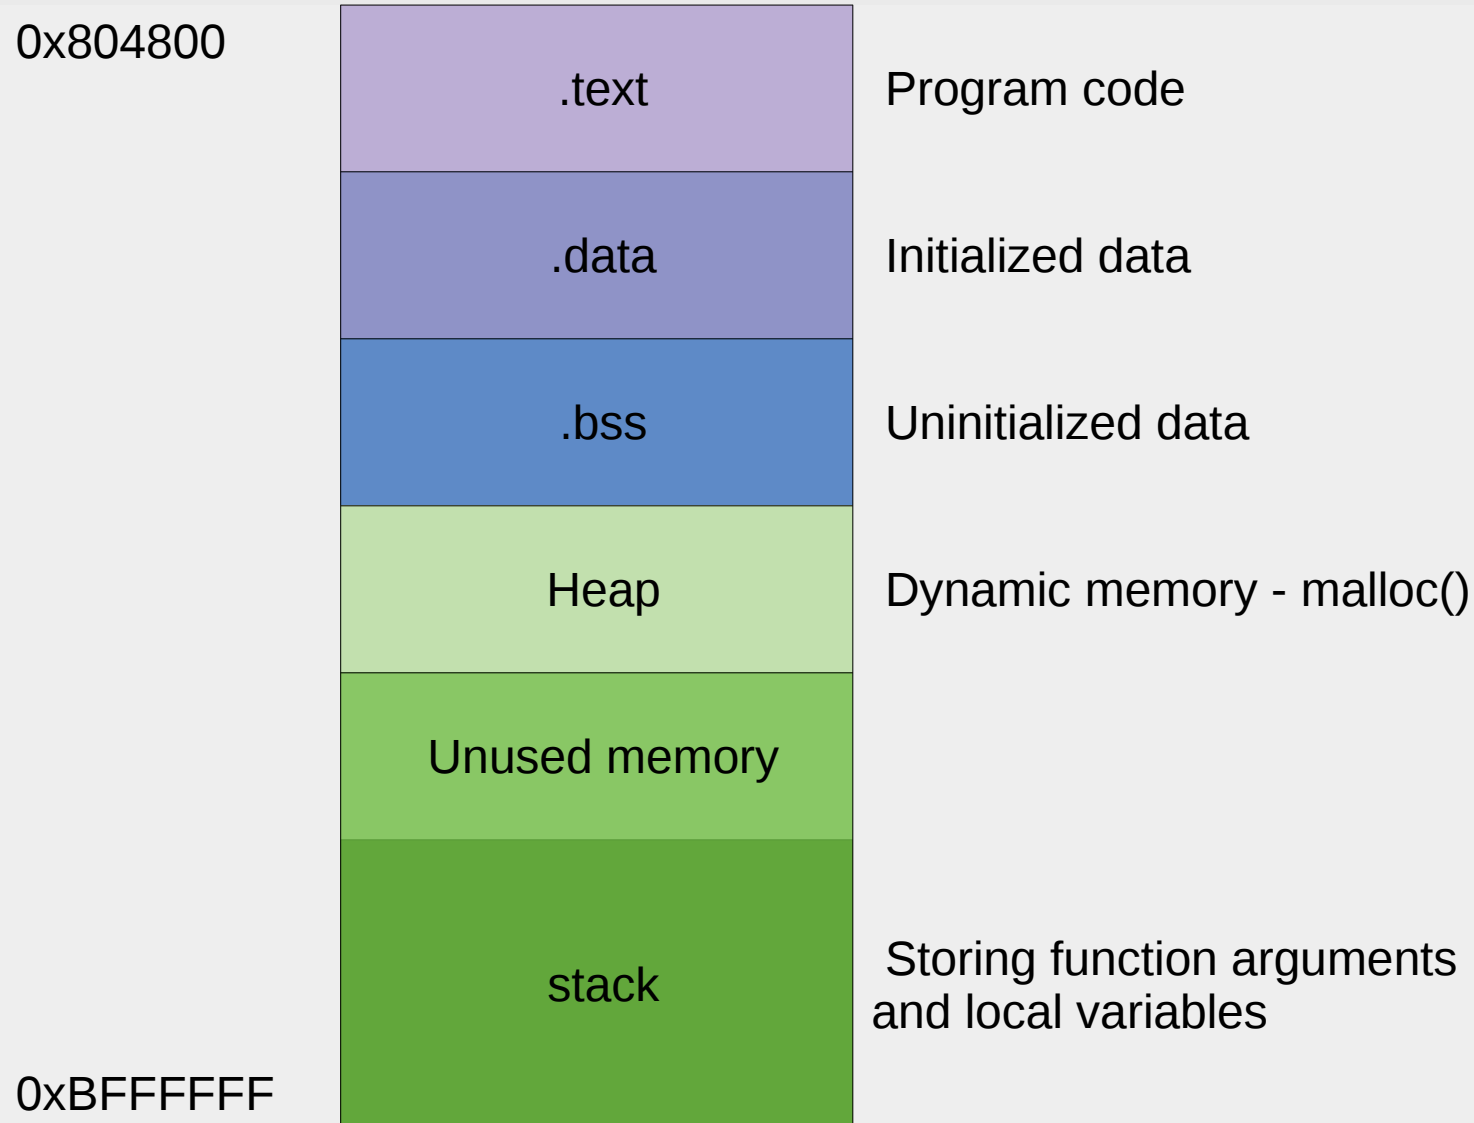 0x804800
.text
Program code
.data
Initialized data
.bss
Uninitialized data
Heap
Dynamic memory - malloc()
Unused memory
stack
Storing function arguments
and local variables
0xBFFFFFF